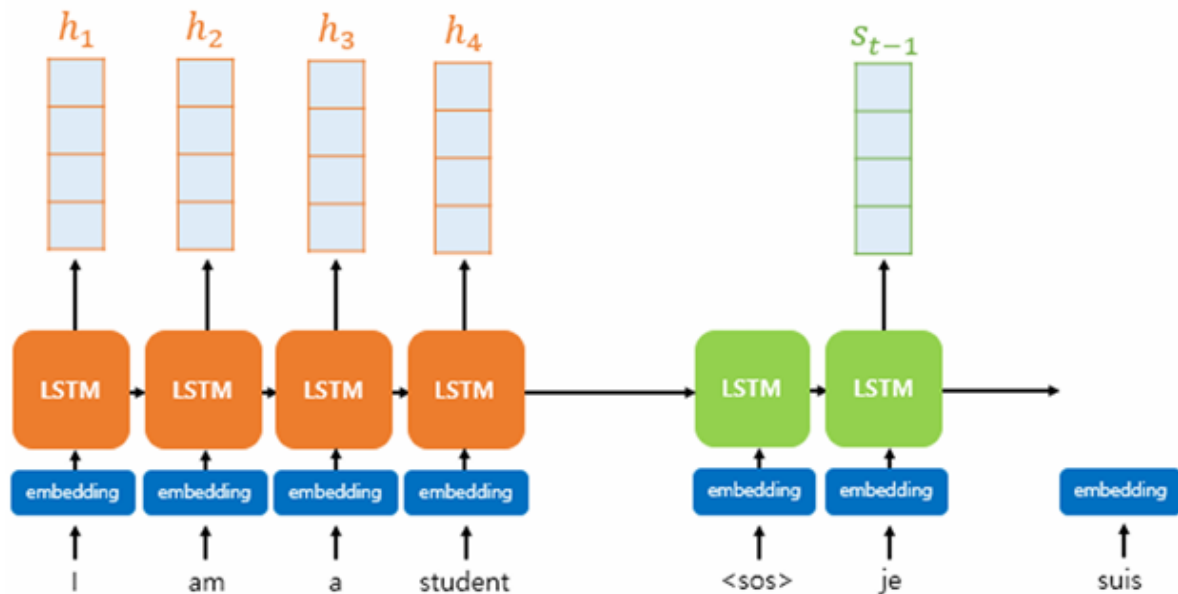 h₁ h₂ h₃ h₄ sₜ₋₁
LSTM LSTM LSTM LSTM LSTM LSTM
embedding embedding embedding embedding embedding embedding embedding
I am a student <sos> je suis